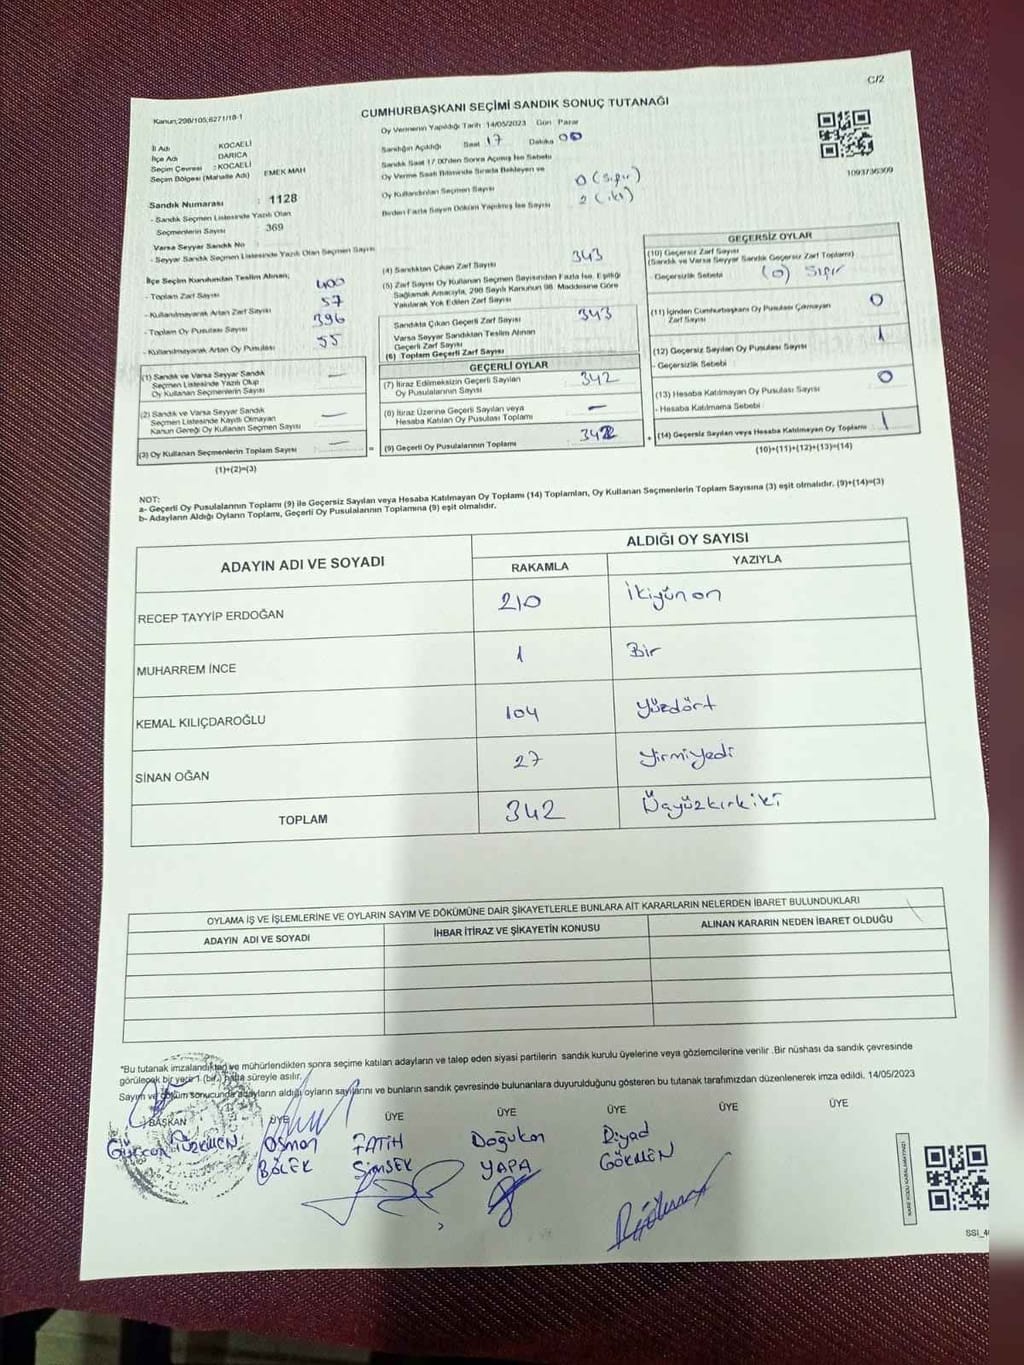 C/2
CUMHURBAŞKANI SEÇİMİ SANDIK SONUÇ TUTANAĞI
Kanun;298/105,6271/18-1
Oy Vermenin Yapıldığı Tarih 14/05/2023 Gün Pazar
Sandığın Açıldığı Saat 17 Dakika 00
Sandık Saat 17.00'den Sonra Açılmış İse Sebebi
Oy Verme Saati Bitiminde Sırada Bekleyen ve
Oy Kullandırılan Seçmen Sayısı 0 (Sıfır)
Birden Fazla Sayım Döküm Yapılmış İse Sayısı 2 (iki)
İl Adı KOCAELİ
İlçe Adı DARICA
Seçim Çevresi : KOCAELİ
Seçim Bölgesi (Mahalle Adı) EMEK MAH
1093736309
Sandık Numarası : 1128
- Sandık Seçmen Listesinde Yazılı Olan
Seçmenlerin Sayısı 369
Varsa Seyyar Sandık No
- Seyyar Sandık Seçmen Listesinde Yazılı Olan Seçmen Sayısı
İlçe Seçim Kurulundan Teslim Alınan;
- Toplam Zarf Sayısı 400
- Kullanılmayarak Artan Zarf Sayısı 57
- Toplam Oy Pusulası Sayısı 396
- Kullanılmayarak Artan Oy Pusulası 55
(1) Sandık ve Varsa Seyyar Sandık
Seçmen Listesinde Yazılı Olup
Oy Kullanan Seçmenlerin Sayısı —
(2) Sandık ve Varsa Seyyar Sandık
Seçmen Listesinde Kaydı Olmayan
Kanun Gereği Oy Kullanan Seçmen Sayısı —
(3) Oy Kullanan Seçmenlerin Toplam Sayısı —
(1)+(2)=(3)
(4) Sandıktan Çıkan Zarf Sayısı 343
(5) Zarf Sayısı Oy Kullanan Seçmen Sayısından Fazla İse, Eşitliği
Sağlamak Amacıyla, 298 Sayılı Kanunun 98. Maddesine Göre
Yakılarak Yok Edilen Zarf Sayısı
Sandıkta Çıkan Geçerli Zarf Sayısı 343
Varsa Seyyar Sandıktan Teslim Alınan
Geçerli Zarf Sayısı
(6) Toplam Geçerli Zarf Sayısı
GEÇERLİ OYLAR
(7) İtiraz Edilmeksizin Geçerli Sayılan
Oy Pusulalarının Sayısı 342
(8) İtiraz Üzerine Geçerli Sayılan veya
Hesaba Katılan Oy Pusulası Toplamı —
= (9) Geçerli Oy Pusulalarının Toplamı 342
GEÇERSİZ OYLAR
(10) Geçersiz Zarf Sayısı
(Sandık ve Varsa Seyyar Sandık Geçersiz Zarf Toplamı)
- Geçersizlik Sebebi (0) Sıfır
(11) İçinden Cumhurbaşkanı Oy Pusulası Çıkmayan
Zarf Sayısı 0
(12) Geçersiz Sayılan Oy Pusulası Sayısı 1
- Geçersizlik Sebebi :
(13) Hesaba Katılmayan Oy Pusulası Sayısı 0
- Hesaba Katılmama Sebebi :
+ (14) Geçersiz Sayılan veya Hesaba Katılmayan Oy Toplamı 1
(10)+(11)+(12)+(13)=(14)
NOT:
a- Geçerli Oy Pusulalarının Toplamı (9) ile Geçersiz Sayılan veya Hesaba Katılmayan Oy Toplamı (14) Toplamları, Oy Kullanan Seçmenlerin Toplam Sayısına (3) eşit olmalıdır. (9)+(14)=(3)
b- Adayların Aldığı Oyların Toplamı, Geçerli Oy Pusulalarının Toplamına (9) eşit olmalıdır.
ADAYIN ADI VE SOYADI
ALDIĞI OY SAYISI
RAKAMLA YAZIYLA
RECEP TAYYİP ERDOĞAN 210 İkiyünon
MUHARREM İNCE 1 Bir
KEMAL KILIÇDAROĞLU 104 yüzdört
SİNAN OĞAN 27 yirmiyedi
TOPLAM 342 Üçyüzkırkiki
OYLAMA İŞ VE İŞLEMLERİNE VE OYLARIN SAYIM VE DÖKÜMÜNE DAİR ŞİKAYETLERLE BUNLARA AİT KARARLARIN NELERDEN İBARET BULUNDUKLARI
ADAYIN ADI VE SOYADI İHBAR İTİRAZ VE ŞİKAYETİN KONUSU ALINAN KARARIN NEDEN İBARET OLDUĞU
*Bu tutanak imzalandıktan ve mühürlendikten sonra seçime katılan adayların ve talep eden siyasi partilerin sandık kurulu üyelerine veya gözlemcilerine verilir .Bir nüshası da sandık çevresinde
görülecek bir yere 1 (bir) hafta süreyle asılır.
Sayım ve döküm sonucunda adayların aldığı oyların sayılarını ve bunların sandık çevresinde bulunanlara duyurulduğunu gösteren bu tutanak tarafımızdan düzenlenerek imza edildi. 14/05/2023
BAŞKAN ÜYE ÜYE ÜYE ÜYE ÜYE ÜYE
Osman FATİH Doğukan Diyad
BÖLEK ŞİMŞEK YAPA GÖKMEN